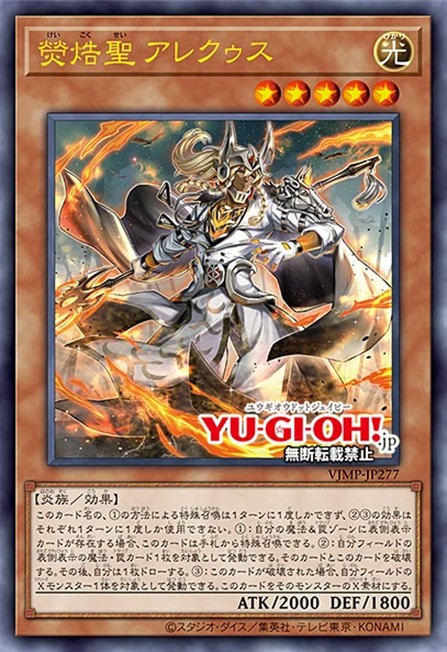 けいこくせい
熒焅聖 アレクゥス
ひかり
光
ユウギオウドットジェイピー
YU-GI-OH!.jp
無断転載禁止
VJMP-JP277
【炎族／効果】
このカード名の、①の方法による特殊召喚は１ターンに１度しかできず、②③の効果は
それぞれ１ターンに１度しか使用できない。①：自分の魔法＆罠ゾーンに表側表示の
カードが存在する場合、このカードは手札から特殊召喚できる。②：自分フィールドの
表側表示の魔法・罠カード１枚を対象として発動できる。そのカードとこのカードを破壊
する。その後、自分は１枚ドローする。③：このカードが破壊された場合、自分フィールドの
Ｘモンスター１体を対象として発動できる。このカードをそのモンスターのＸ素材にする。
ATK/2000 DEF/1800
©スタジオ・ダイス／集英社・テレビ東京・KONAMI